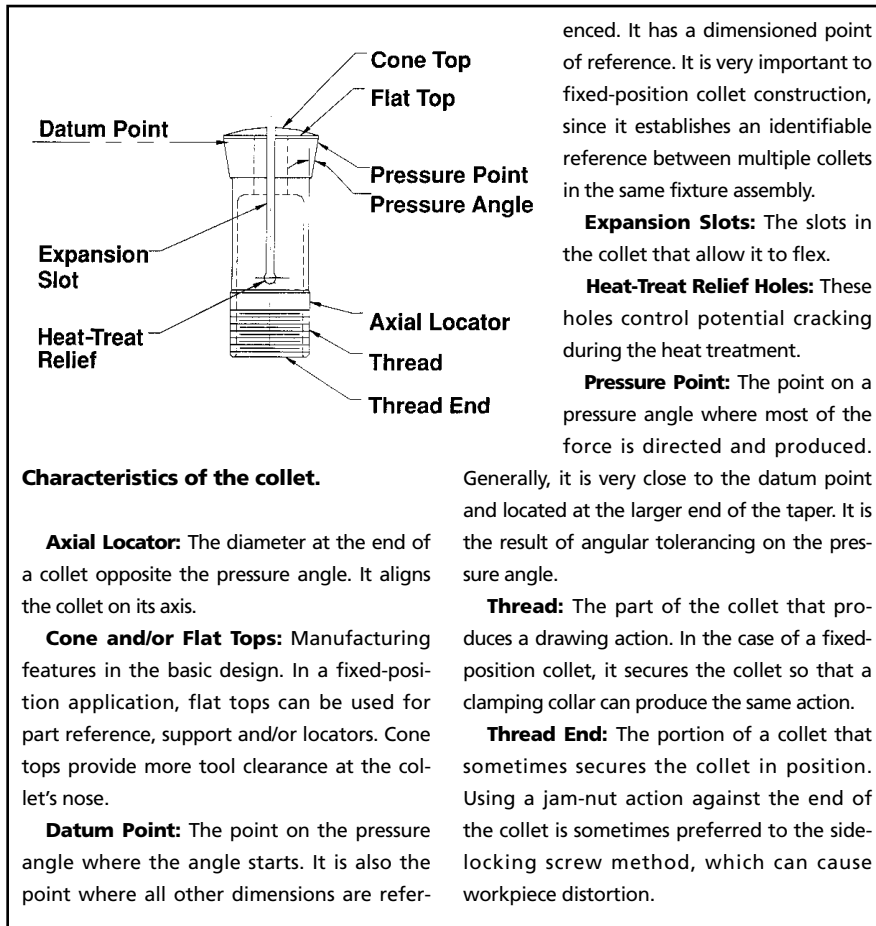 Cone Top
Flat Top
Datum Point
Pressure Point
Pressure Angle
Expansion
Slot
Axial Locator
Heat-Treat
Relief
Thread
Thread End
Characteristics of the collet.
Axial Locator: The diameter at the end of
a collet opposite the pressure angle. It aligns
the collet on its axis.
Cone and/or Flat Tops: Manufacturing
features in the basic design. In a fixed-posi-
tion application, flat tops can be used for
part reference, support and/or locators. Cone
tops provide more tool clearance at the col-
let's nose.
Datum Point: The point on the pressure
angle where the angle starts. It is also the
point where all other dimensions are refer-
enced. It has a dimensioned point
of reference. It is very important to
fixed-position collet construction,
since it establishes an identifiable
reference between multiple collets
in the same fixture assembly.
Expansion Slots: The slots in
the collet that allow it to flex.
Heat-Treat Relief Holes: These
holes control potential cracking
during the heat treatment.
Pressure Point: The point on a
pressure angle where most of the
force is directed and produced.
Generally, it is very close to the datum point
and located at the larger end of the taper. It is
the result of angular tolerancing on the pres-
sure angle.
Thread: The part of the collet that pro-
duces a drawing action. In the case of a fixed-
position collet, it secures the collet so that a
clamping collar can produce the same action.
Thread End: The portion of a collet that
sometimes secures the collet in position.
Using a jam-nut action against the end of
the collet is sometimes preferred to the side-
locking screw method, which can cause
workpiece distortion.